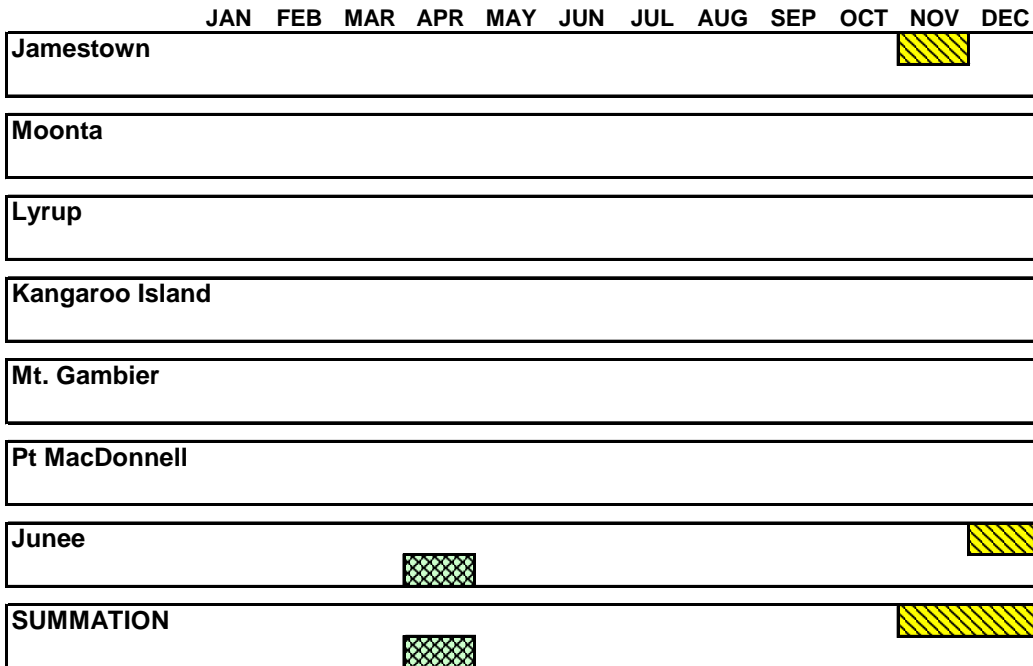 JAN FEB MAR APR MAY JUN JUL AUG SEP OCT NOV DEC
Jamestown
Moonta
Lyrup
Kangaroo Island
Mt. Gambier
Pt MacDonnell
Junee
SUMMATION